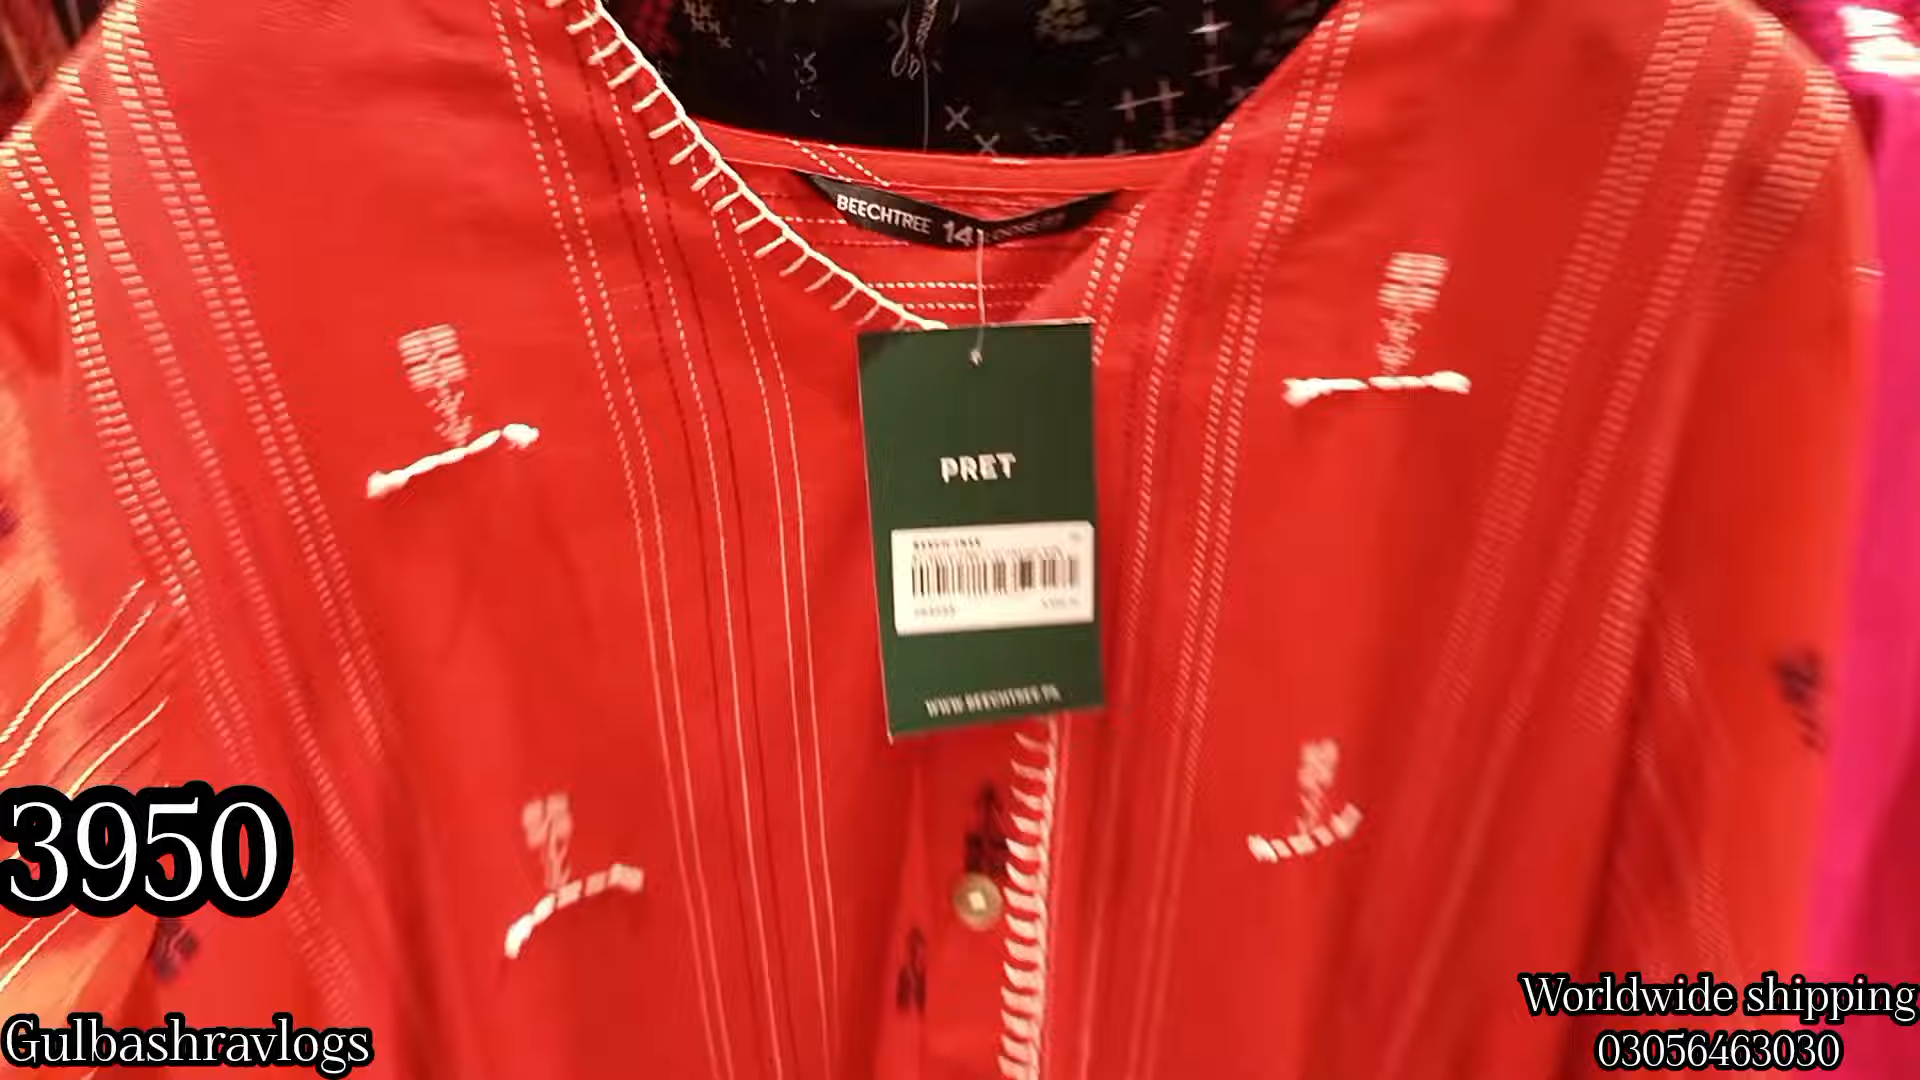 BEECHTREE 14
PRET
WWW.BEECHTREE.PK
3950
Gulbashravlogs
Worldwide shipping
03056463030